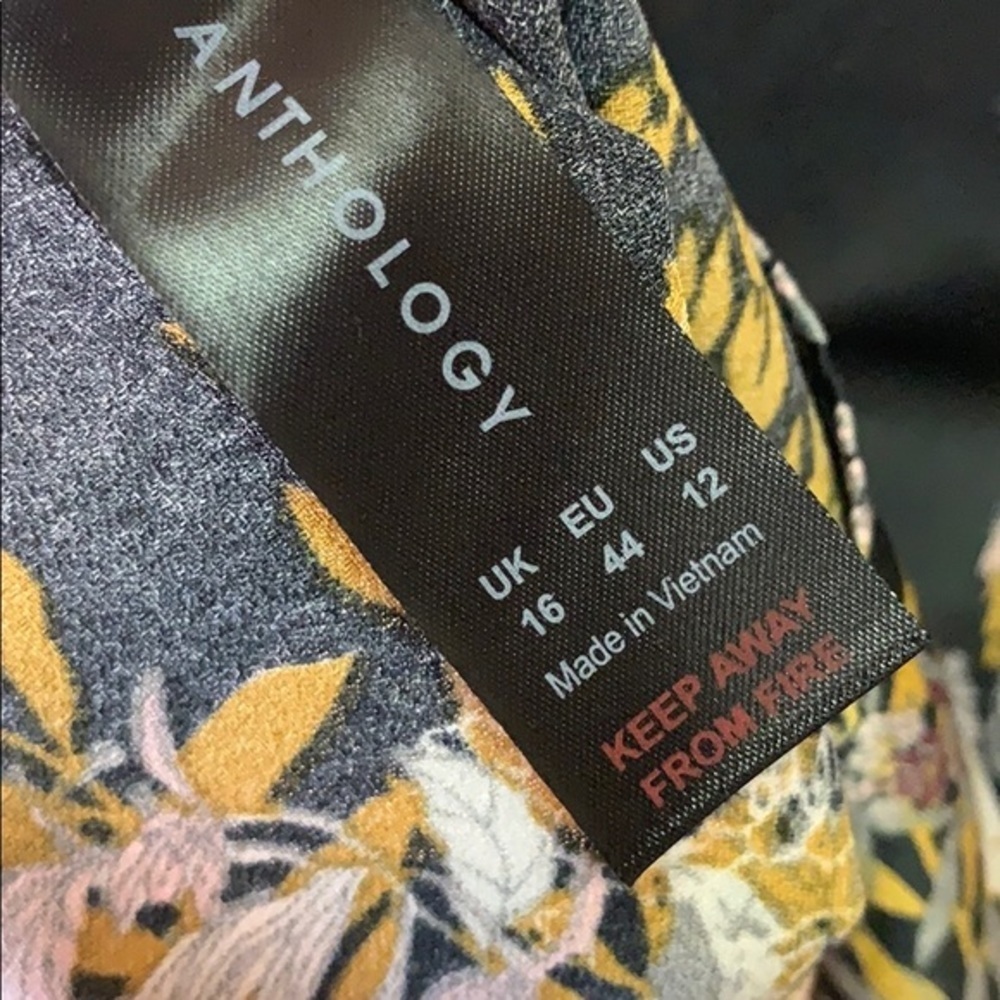 ANTHOLOGY
UK EU US
16 44 12
Made in Vietnam
KEEP AWAY
FROM FIRE